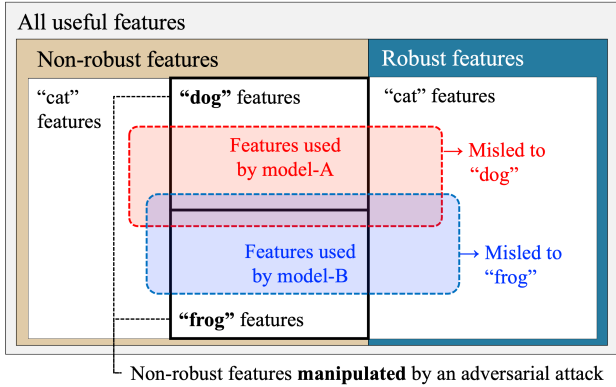 All useful features
Non-robust features
Robust features
“cat”
features
“dog” features
“cat” features
Features used
by model-A
Misled to
“dog”
Features used
by model-B
Misled to
“frog”
“frog” features
Non-robust features manipulated by an adversarial attack